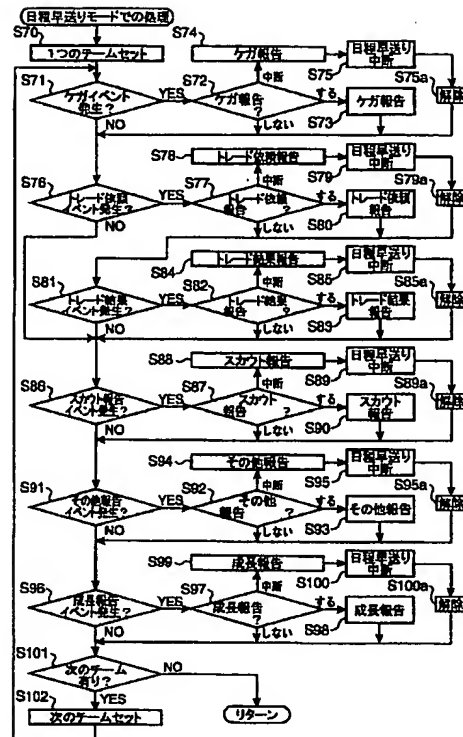 日程早送りモードでの処理
S70
1つのチームセット
S71
ケガイベント
発生?
YES
NO
S72
ケガ報告
?
中断
する
しない
S74
ケガ報告
S75
日程早送り
中断
S75a
解除
S73
ケガ報告
S76
トレード依頼
イベント発生?
YES
NO
S77
トレード依頼
報告 ?
中断
する
しない
S78
トレード依頼報告
S79
日程早送り
中断
S79a
解除
S80
トレード依頼
報告
S81
トレード結果
イベント発生?
YES
NO
S82
トレード結果
報告 ?
中断
する
しない
S84
トレード結果報告
S85
日程早送り
中断
S85a
解除
S83
トレード結果
報告
S86
スカウト報告
イベント発生?
YES
NO
S87
スカウト
報告 ?
中断
する
しない
S88
スカウト報告
S89
日程早送り
中断
S89a
解除
S90
スカウト
報告
S91
その他報告
イベント発生?
YES
NO
S92
その他
報告 ?
中断
する
しない
S94
その他報告
S95
日程早送り
中断
S95a
解除
S93
その他報告
S96
成長報告
イベント発生?
YES
NO
S97
成長報告
?
中断
する
しない
S99
成長報告
S100
日程早送り
中断
S100a
解除
S98
成長報告
S101
次のチーム
有り?
NO
YES
リターン
S102
次のチームセット